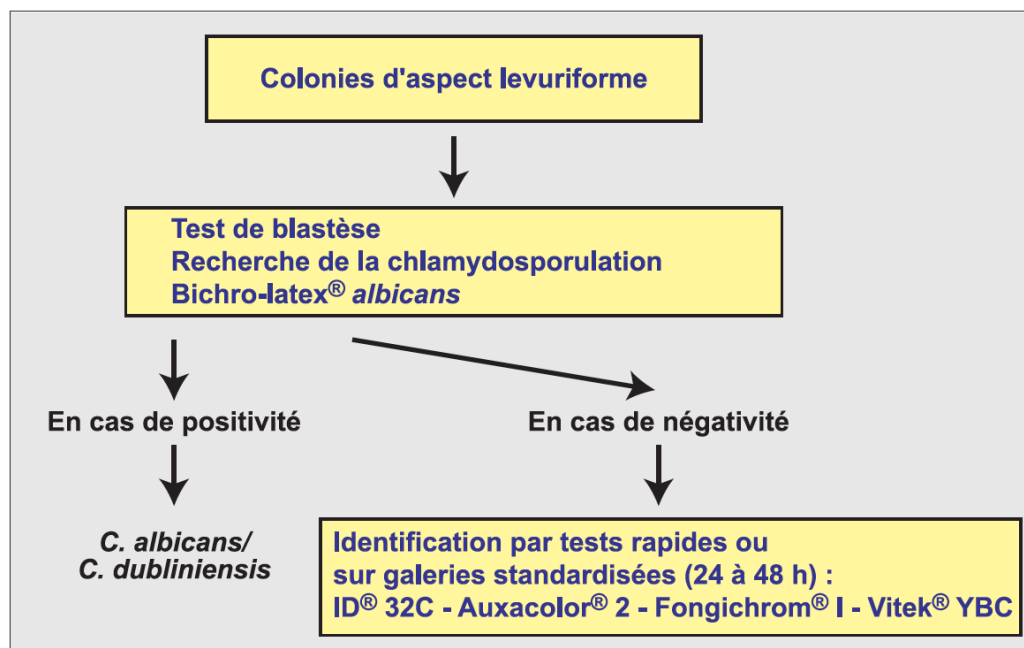 Colonies d'aspect levuriforme
Test de blastèse
Recherche de la chlamydosporulation
Bichro-latex® albicans
En cas de positivité
En cas de négativité
C. albicans/
C. dubliniensis
Identification par tests rapides ou
sur galeries standardisées (24 à 48 h) :
ID® 32C - Auxacolor® 2 - Fongichrom® I - Vitek® YBC